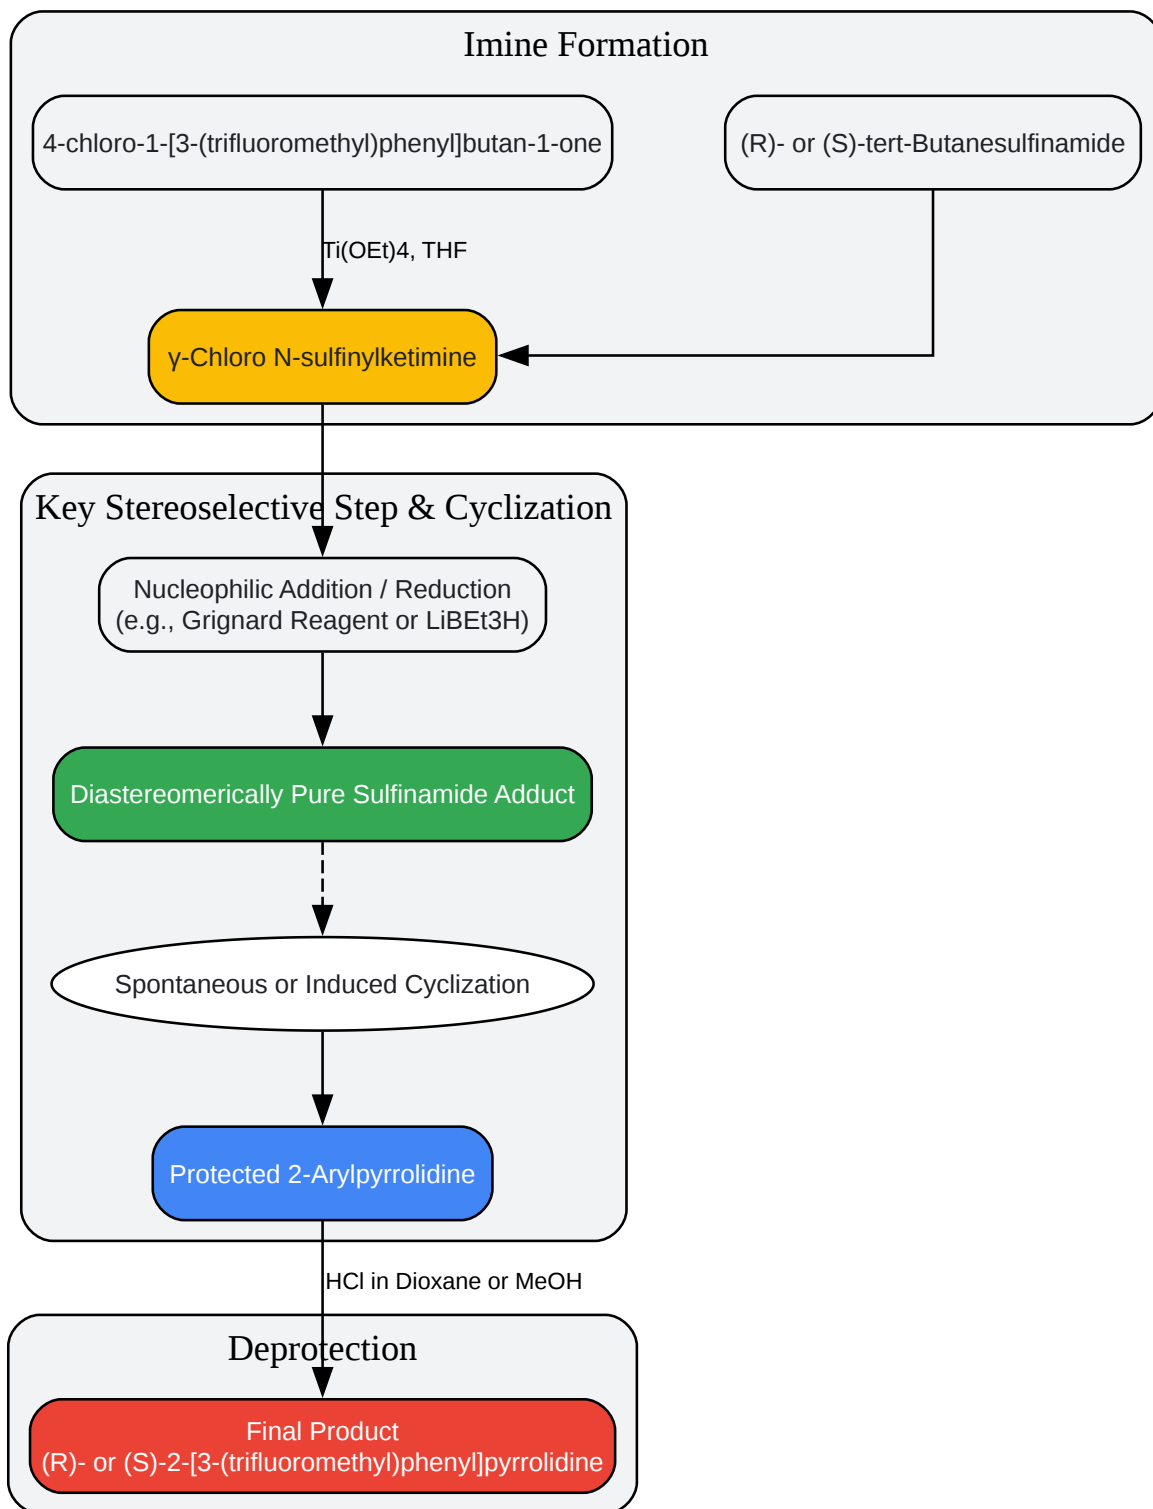 Imine Formation
4-chloro-1-[3-(trifluoromethyl)phenyl]butan-1-one
(R)- or (S)-tert-Butanesulfinamide
Ti(OEt)4, THF
γ-Chloro N-sulfinylketimine
Key Stereoselective Step & Cyclization
Nucleophilic Addition / Reduction
(e.g., Grignard Reagent or LiBEt3H)
Diastereomerically Pure Sulfinamide Adduct
Spontaneous or Induced Cyclization
Protected 2-Arylpyrrolidine
HCl in Dioxane or MeOH
Deprotection
Final Product
(R)- or (S)-2-[3-(trifluoromethyl)phenyl]pyrrolidine